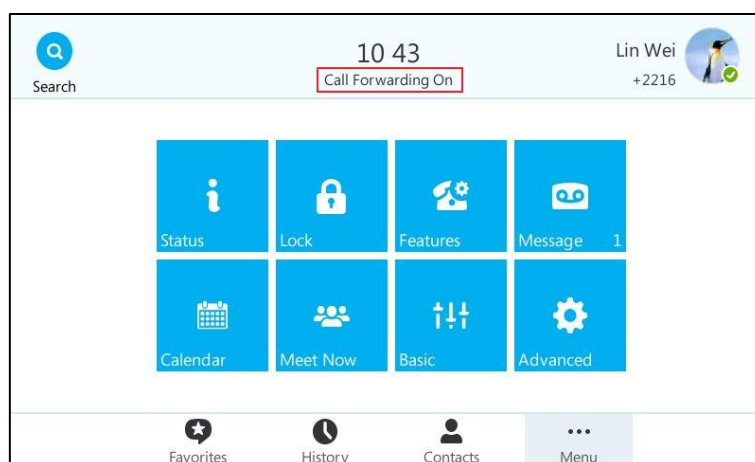 10 43
Lin Wei
Call Forwarding On
+2216
Search
Status
Lock
Features
Message 1
Calendar
Meet Now
Basic
Advanced
Favorites
History
Contacts
Menu